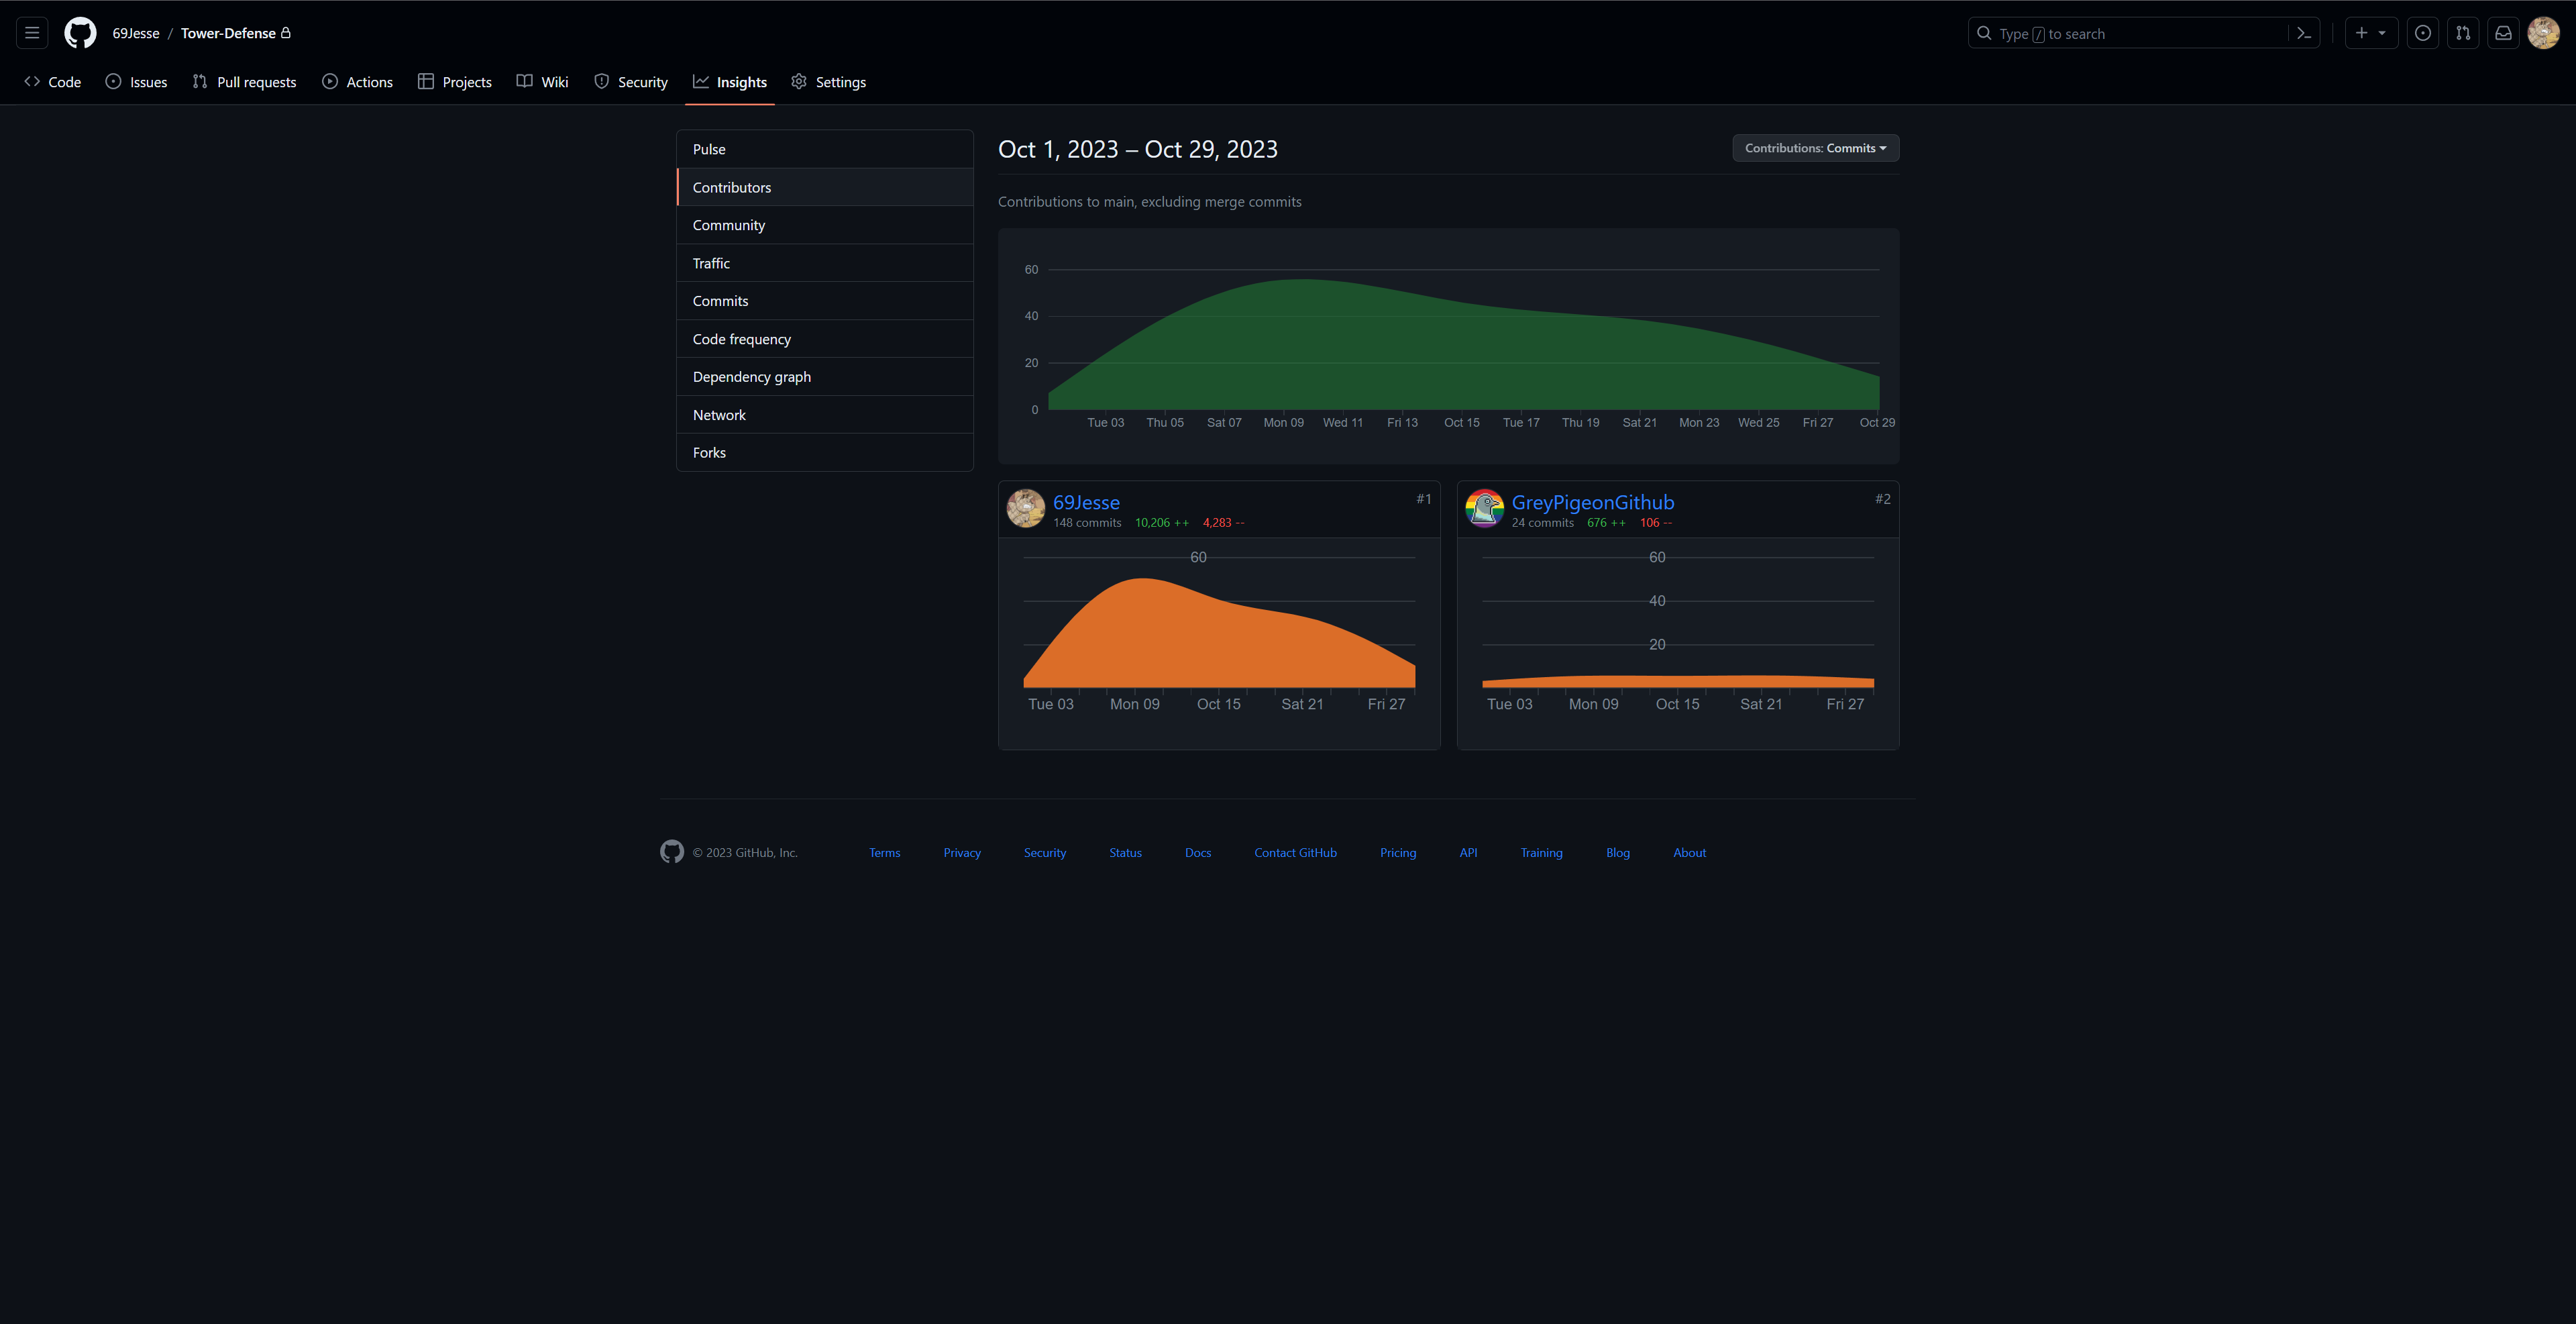 69Jesse / Tower-Defense
Type / to search
Code Issues Pull requests Actions Projects Wiki Security Insights Settings
Pulse
Contributors
Community
Traffic
Commits
Code frequency
Dependency graph
Network
Forks
Oct 1, 2023 – Oct 29, 2023
Contributions: Commits
Contributions to main, excluding merge commits
60
40
20
0
Tue 03 Thu 05 Sat 07 Mon 09 Wed 11 Fri 13 Oct 15 Tue 17 Thu 19 Sat 21 Mon 23 Wed 25 Fri 27 Oct 29
69Jesse
#1
148 commits 10,206 ++ 4,283 --
60
Tue 03 Mon 09 Oct 15 Sat 21 Fri 27
GreyPigeonGithub
#2
24 commits 676 ++ 106 --
60
40
20
Tue 03 Mon 09 Oct 15 Sat 21 Fri 27
© 2023 GitHub, Inc.
Terms Privacy Security Status Docs Contact GitHub Pricing API Training Blog About